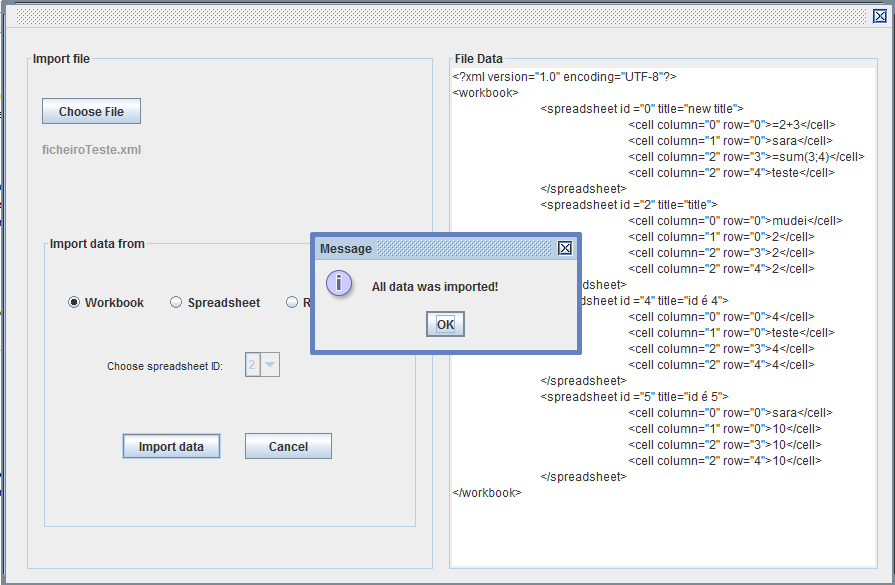 Import file
Choose File
ficheiroTeste.xml
Import data from
Workbook
Spreadsheet
R
Choose spreadsheet ID:
2
Import data
Cancel
Message
All data was imported!
OK
File Data
<?xml version="1.0" encoding="UTF-8"?>
<workbook>
<spreadsheet id ="0" title="new title">
<cell column="0" row="0">=2+3</cell>
<cell column="1" row="0">sara</cell>
<cell column="2" row="3">=sum(3;4)</cell>
<cell column="2" row="4">teste</cell>
</spreadsheet>
<spreadsheet id ="2" title="title">
<cell column="0" row="0">mudei</cell>
<cell column="1" row="0">2</cell>
<cell column="2" row="3">2</cell>
<cell column="2" row="4">2</cell>
dsheet>
dsheet id ="4" title="id é 4">
<cell column="0" row="0">4</cell>
<cell column="1" row="0">teste</cell>
<cell column="2" row="3">4</cell>
<cell column="2" row="4">4</cell>
</spreadsheet>
<spreadsheet id ="5" title="id é 5">
<cell column="0" row="0">sara</cell>
<cell column="1" row="0">10</cell>
<cell column="2" row="3">10</cell>
<cell column="2" row="4">10</cell>
</spreadsheet>
</workbook>